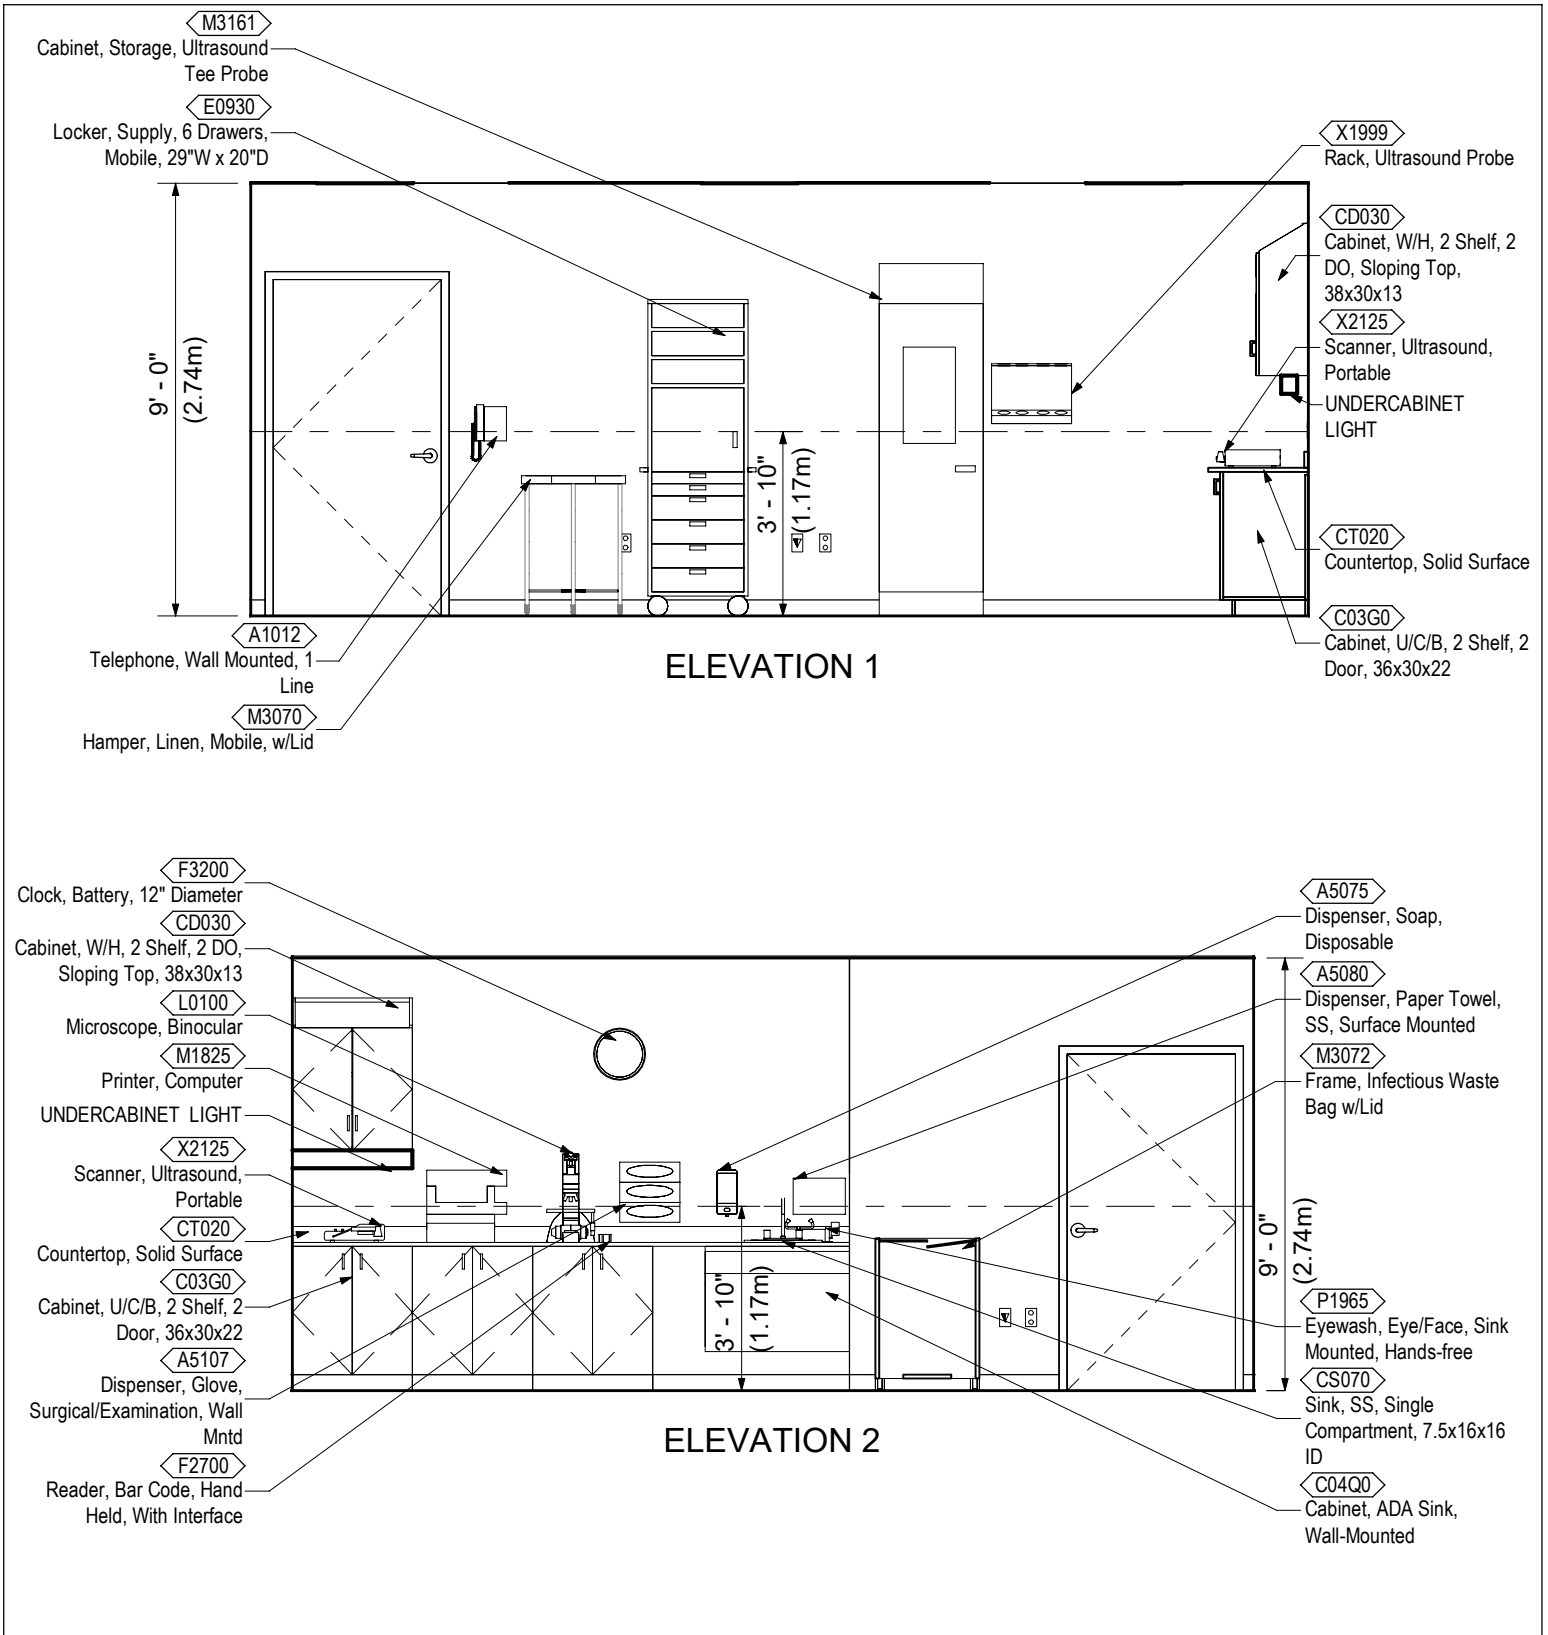 M3161
Cabinet, Storage, Ultrasound
Tee Probe
E0930
Locker, Supply, 6 Drawers,
Mobile, 29"W x 20"D
X1999
Rack, Ultrasound Probe
CD030
Cabinet, W/H, 2 Shelf, 2
DO, Sloping Top,
38x30x13
X2125
Scanner, Ultrasound,
Portable
UNDERCABINET
LIGHT
CT020
Countertop, Solid Surface
C03G0
Cabinet, U/C/B, 2 Shelf, 2
Door, 36x30x22
9' - 0"
(2.74m)
3' - 10"
(1.17m)
A1012
Telephone, Wall Mounted, 1
Line
M3070
Hamper, Linen, Mobile, w/Lid
ELEVATION 1
F3200
Clock, Battery, 12" Diameter
CD030
Cabinet, W/H, 2 Shelf, 2 DO,
Sloping Top, 38x30x13
L0100
Microscope, Binocular
M1825
Printer, Computer
UNDERCABINET LIGHT
X2125
Scanner, Ultrasound,
Portable
CT020
Countertop, Solid Surface
C03G0
Cabinet, U/C/B, 2 Shelf, 2
Door, 36x30x22
A5107
Dispenser, Glove,
Surgical/Examination, Wall
Mntd
F2700
Reader, Bar Code, Hand
Held, With Interface
A5075
Dispenser, Soap,
Disposable
A5080
Dispenser, Paper Towel,
SS, Surface Mounted
M3072
Frame, Infectious Waste
Bag w/Lid
3' - 10"
(1.17m)
9' - 0"
(2.74m)
P1965
Eyewash, Eye/Face, Sink
Mounted, Hands-free
CS070
Sink, SS, Single
Compartment, 7.5x16x16
ID
C04Q0
Cabinet, ADA Sink,
Wall-Mounted
ELEVATION 2